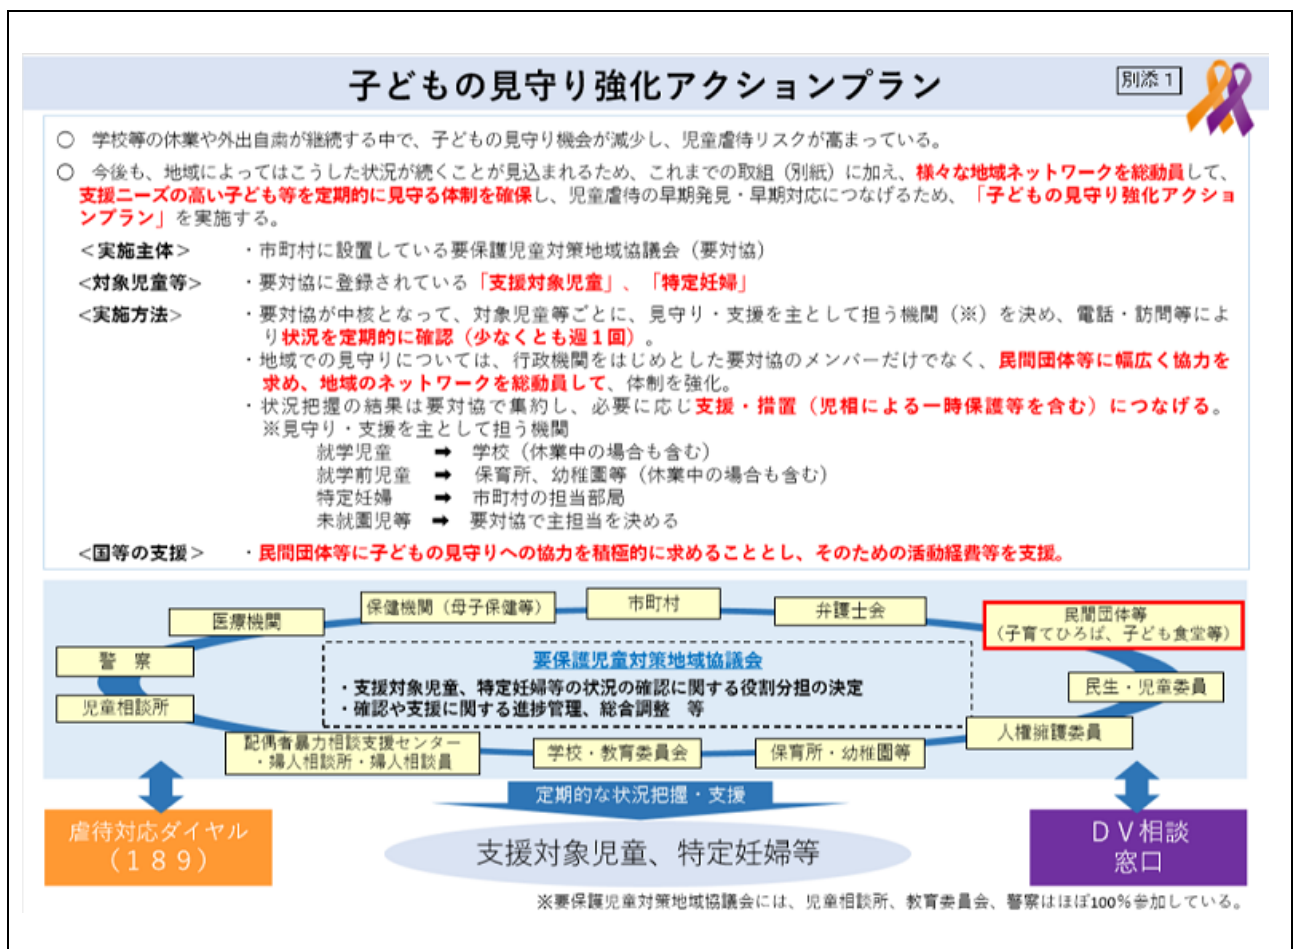 子どもの見守り強化アクションプラン
別添１
○ 学校等の休業や外出自粛が継続する中で、子どもの見守り機会が減少し、児童虐待リスクが高まっている。
○ 今後も、地域によってはこうした状況が続くことが見込まれるため、これまでの取組（別紙）に加え、様々な地域ネットワークを総動員して、
支援ニーズの高い子ども等を定期的に見守る体制を確保し、児童虐待の早期発見・早期対応につなげるため、「子どもの見守り強化アクショ
ンプラン」を実施する。
＜実施主体＞ ・市町村に設置している要保護児童対策地域協議会（要対協）
＜対象児童等＞ ・要対協に登録されている「支援対象児童」、「特定妊婦」
＜実施方法＞ ・要対協が中核となって、対象児童等ごとに、見守り・支援を主として担う機関（※）を決め、電話・訪問等によ
り状況を定期的に確認（少なくとも週１回）。
・地域での見守りについては、行政機関をはじめとした要対協のメンバーだけでなく、民間団体等に幅広く協力を
求め、地域のネットワークを総動員して、体制を強化。
・状況把握の結果は要対協で集約し、必要に応じ支援・措置（児相による一時保護等を含む）につなげる。
※見守り・支援を主として担う機関
就学児童 ➡ 学校（休業中の場合も含む）
就学前児童 ➡ 保育所、幼稚園等（休業中の場合も含む）
特定妊婦 ➡ 市町村の担当部局
未就園児等 ➡ 要対協で主担当を決める
＜国等の支援＞ ・民間団体等に子どもの見守りへの協力を積極的に求めることとし、そのための活動経費等を支援。
医療機関
保健機関（母子保健等）
市町村
弁護士会
民間団体等
（子育てひろば、子ども食堂等）
警 察
児童相談所
要保護児童対策地域協議会
・支援対象児童、特定妊婦等の状況の確認に関する役割分担の決定
・確認や支援に関する進捗管理、総合調整 等
民生・児童委員
人権擁護委員
配偶者暴力相談支援センター
・婦人相談所・婦人相談員
学校・教育委員会
保育所・幼稚園等
定期的な状況把握・支援
虐待対応ダイヤル
（１８９）
支援対象児童、特定妊婦等
ＤＶ相談
窓口
※要保護児童対策地域協議会には、児童相談所、教育委員会、警察はほぼ100％参加している。